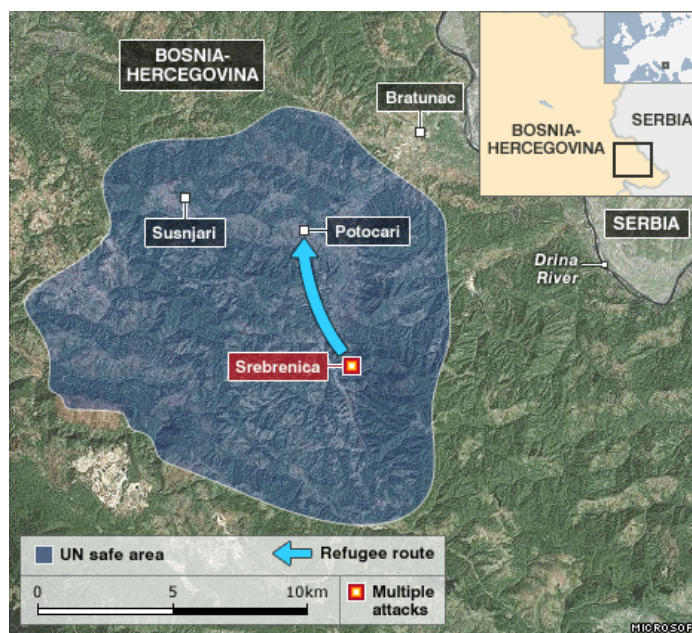 BOSNIA-
HERCEGOVINA
Bratunac
BOSNIA-
HERCEGOVINA
SERBIA
Susnjari
Potocari
SERBIA
Drina
River
Srebrenica
UN safe area
Refugee route
0 5 10km
Multiple
attacks
MICROSOF